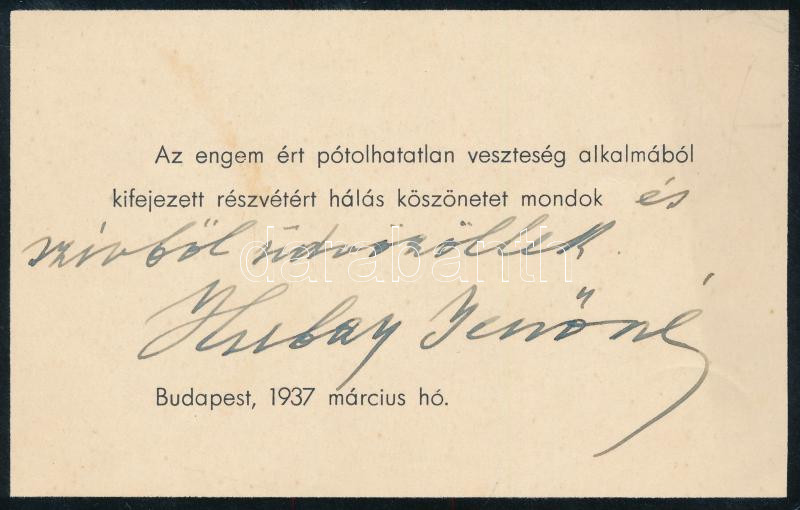 Az engem ért pótolhatatlan veszteség alkalmából
kifejezett részvétért hálás köszönetet mondok és
szívből üdvözöllek
Hubay Jenőné
Budapest, 1937 március hó.
darabanth